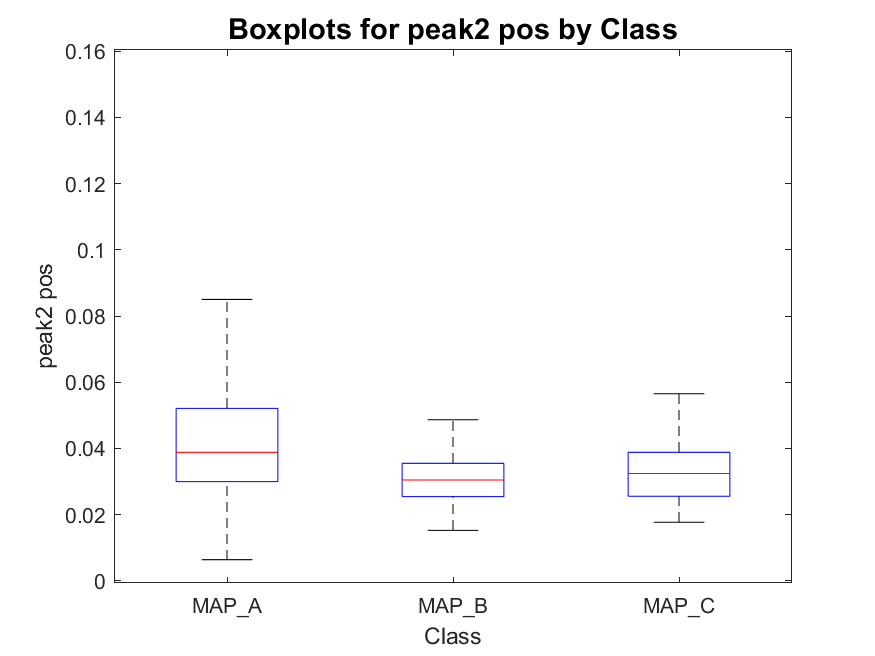 Boxplots for peak2 pos by Class
0.16
0.14
0.12
0.1
0.08
0.06
0.04
0.02
0
peak2 pos
MAP_A MAP_B MAP_C
Class